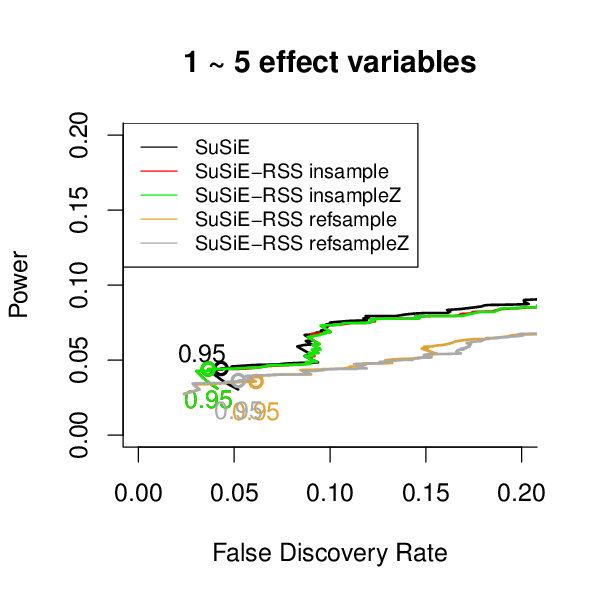 1 ~ 5 effect variables
Power
0.20
0.15
0.10
0.05
0.00
SuSiE
SuSiE−RSS insample
SuSiE−RSS insampleZ
SuSiE−RSS refsample
SuSiE−RSS refsampleZ
0.95
0.95
0.95
0.95
0.00 0.05 0.10 0.15 0.20
False Discovery Rate